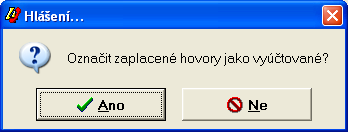 Hlášení...
Označit zaplacené hovory jako vyúčtované?
Ano
Ne